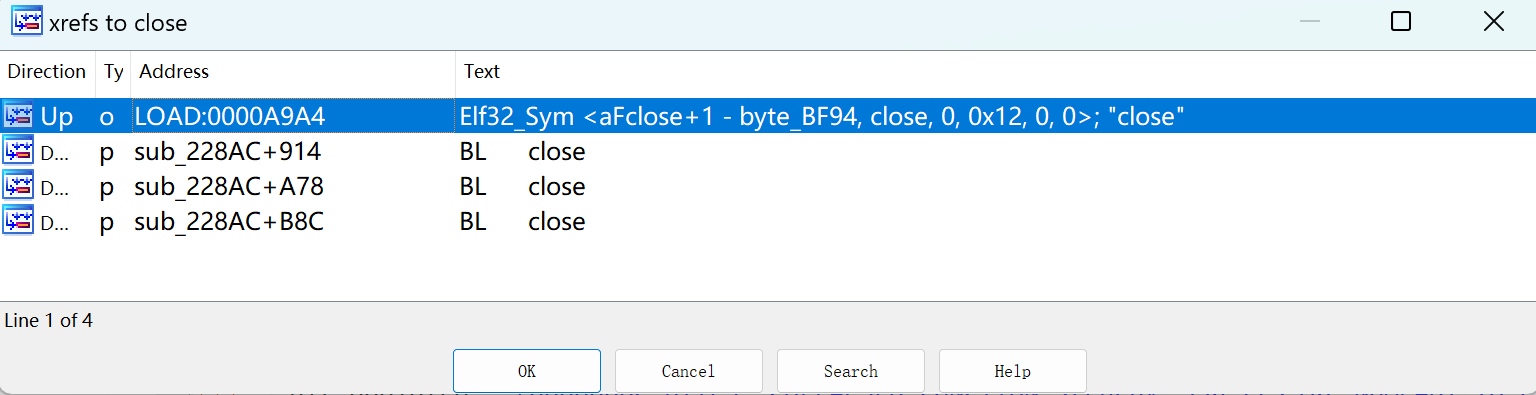 xrefs to close
Direction Ty Address Text
Up o LOAD:0000A9A4 Elf32_Sym <aFclose+1 - byte_BF94, close, 0, 0x12, 0, 0>; "close"
D... p sub_228AC+914 BL close
D... p sub_228AC+A78 BL close
D... p sub_228AC+B8C BL close
Line 1 of 4
OK Cancel Search Help